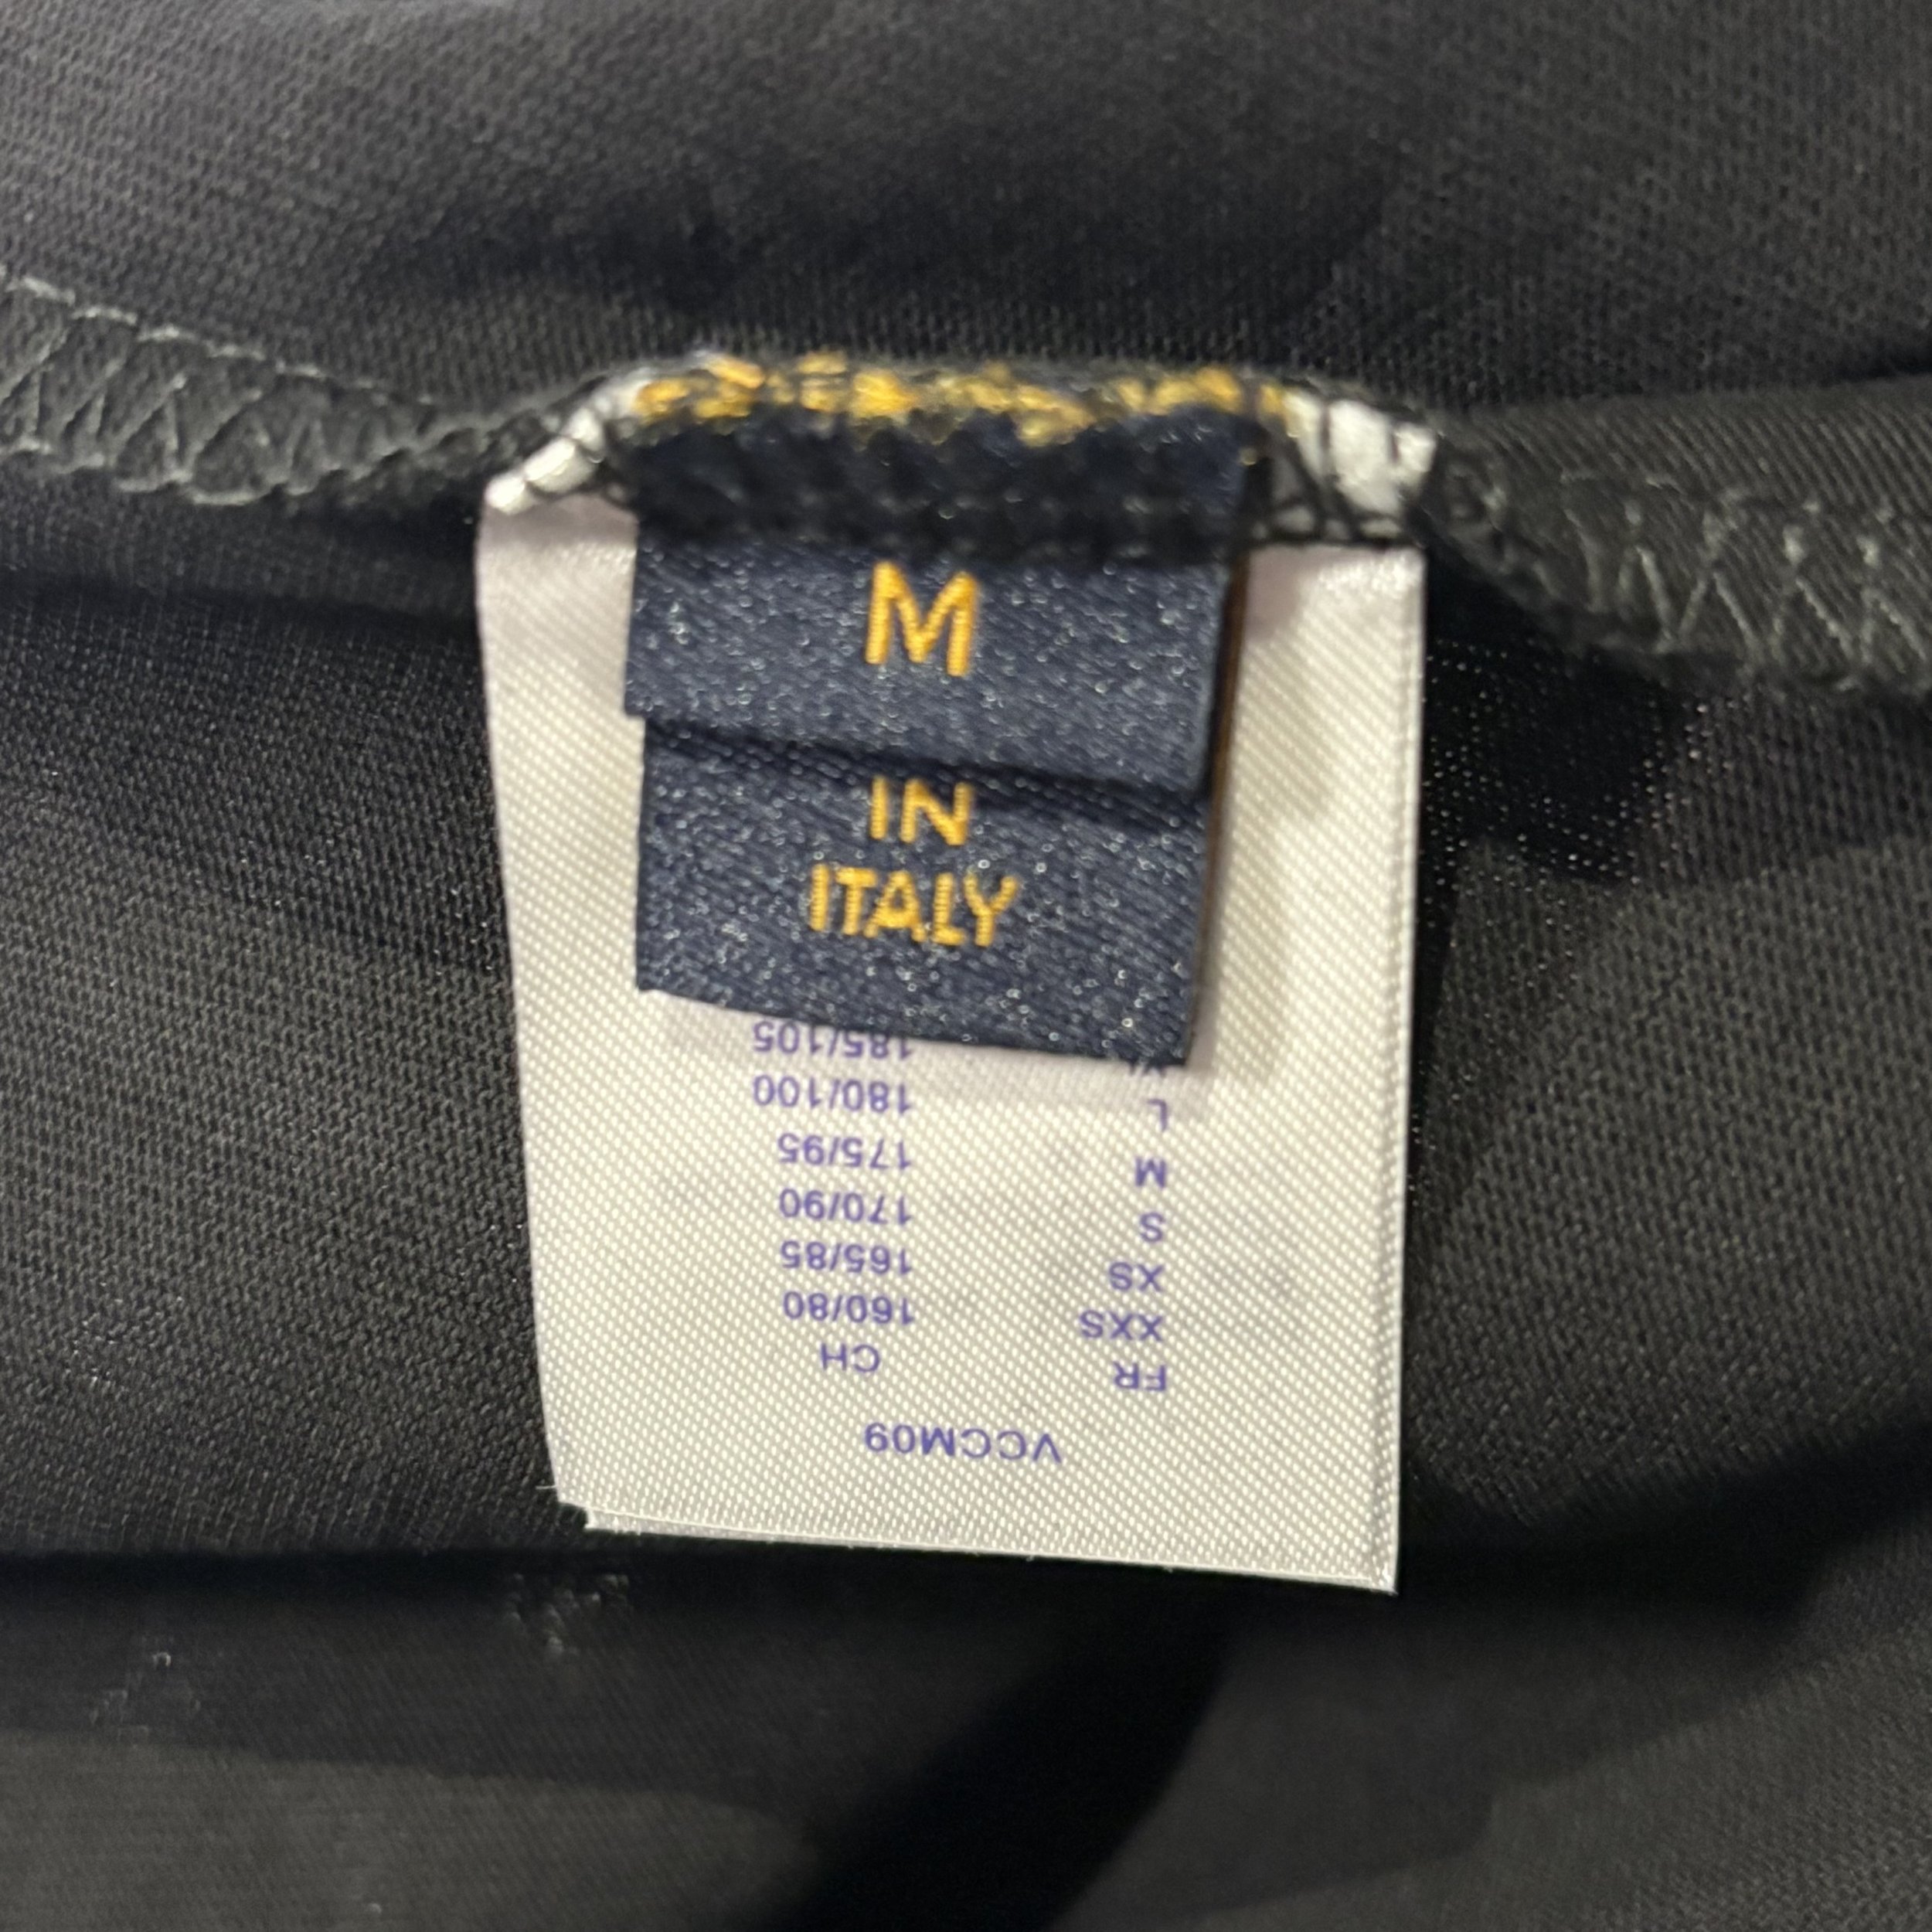 M
IN
ITALY
VCCM09
FR CH
XXS 160/80
XS 165/85
S 170/90
M 175/95
L 180/100
185/105